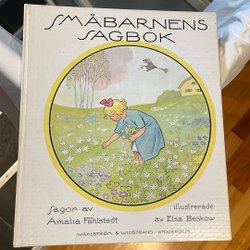 SMÅBARNENS
SAGBOK
sagor av
Amalia Fahlstedt
illustrerade
av Elsa Beskow
WAHLSTRÖM & WIDSTRAND, STOCKHOLM